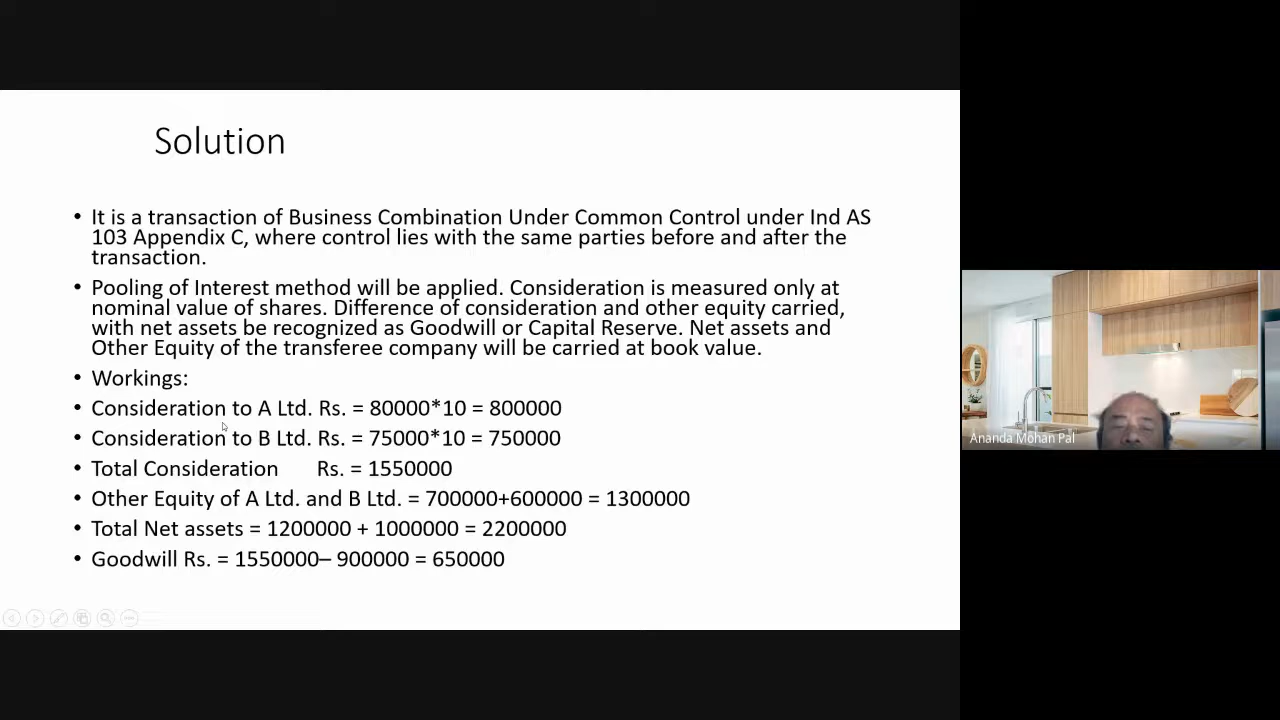 Solution
• It is a transaction of Business Combination Under Common Control under Ind AS
103 Appendix C, where control lies with the same parties before and after the
transaction.
• Pooling of Interest method will be applied. Consideration is measured only at
nominal value of shares. Difference of consideration and other equity carried,
with net assets be recognized as Goodwill or Capital Reserve. Net assets and
Other Equity of the transferee company will be carried at book value.
• Workings:
• Consideration to A Ltd. Rs. = 80000*10 = 800000
• Consideration to B Ltd. Rs. = 75000*10 = 750000
• Total Consideration Rs. = 1550000
• Other Equity of A Ltd. and B Ltd. = 700000+600000 = 1300000
• Total Net assets = 1200000 + 1000000 = 2200000
• Goodwill Rs. = 1550000– 900000 = 650000
Ananda Mohan Pal